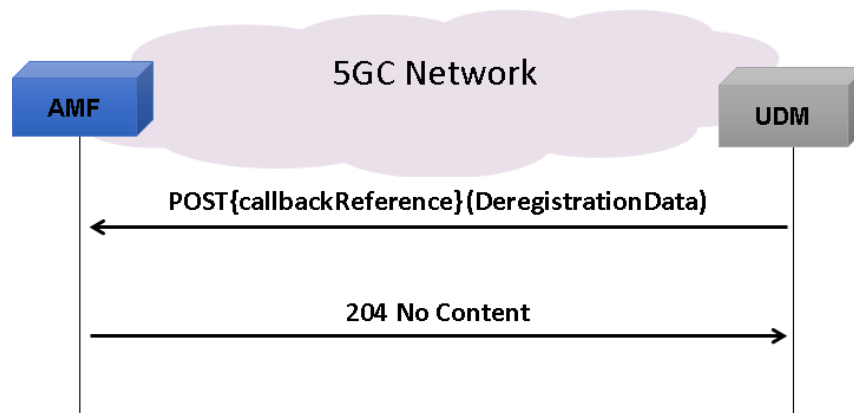 5GC Network
AMF
UDM
POST{callbackReference}(DeregistrationData)
204 No Content